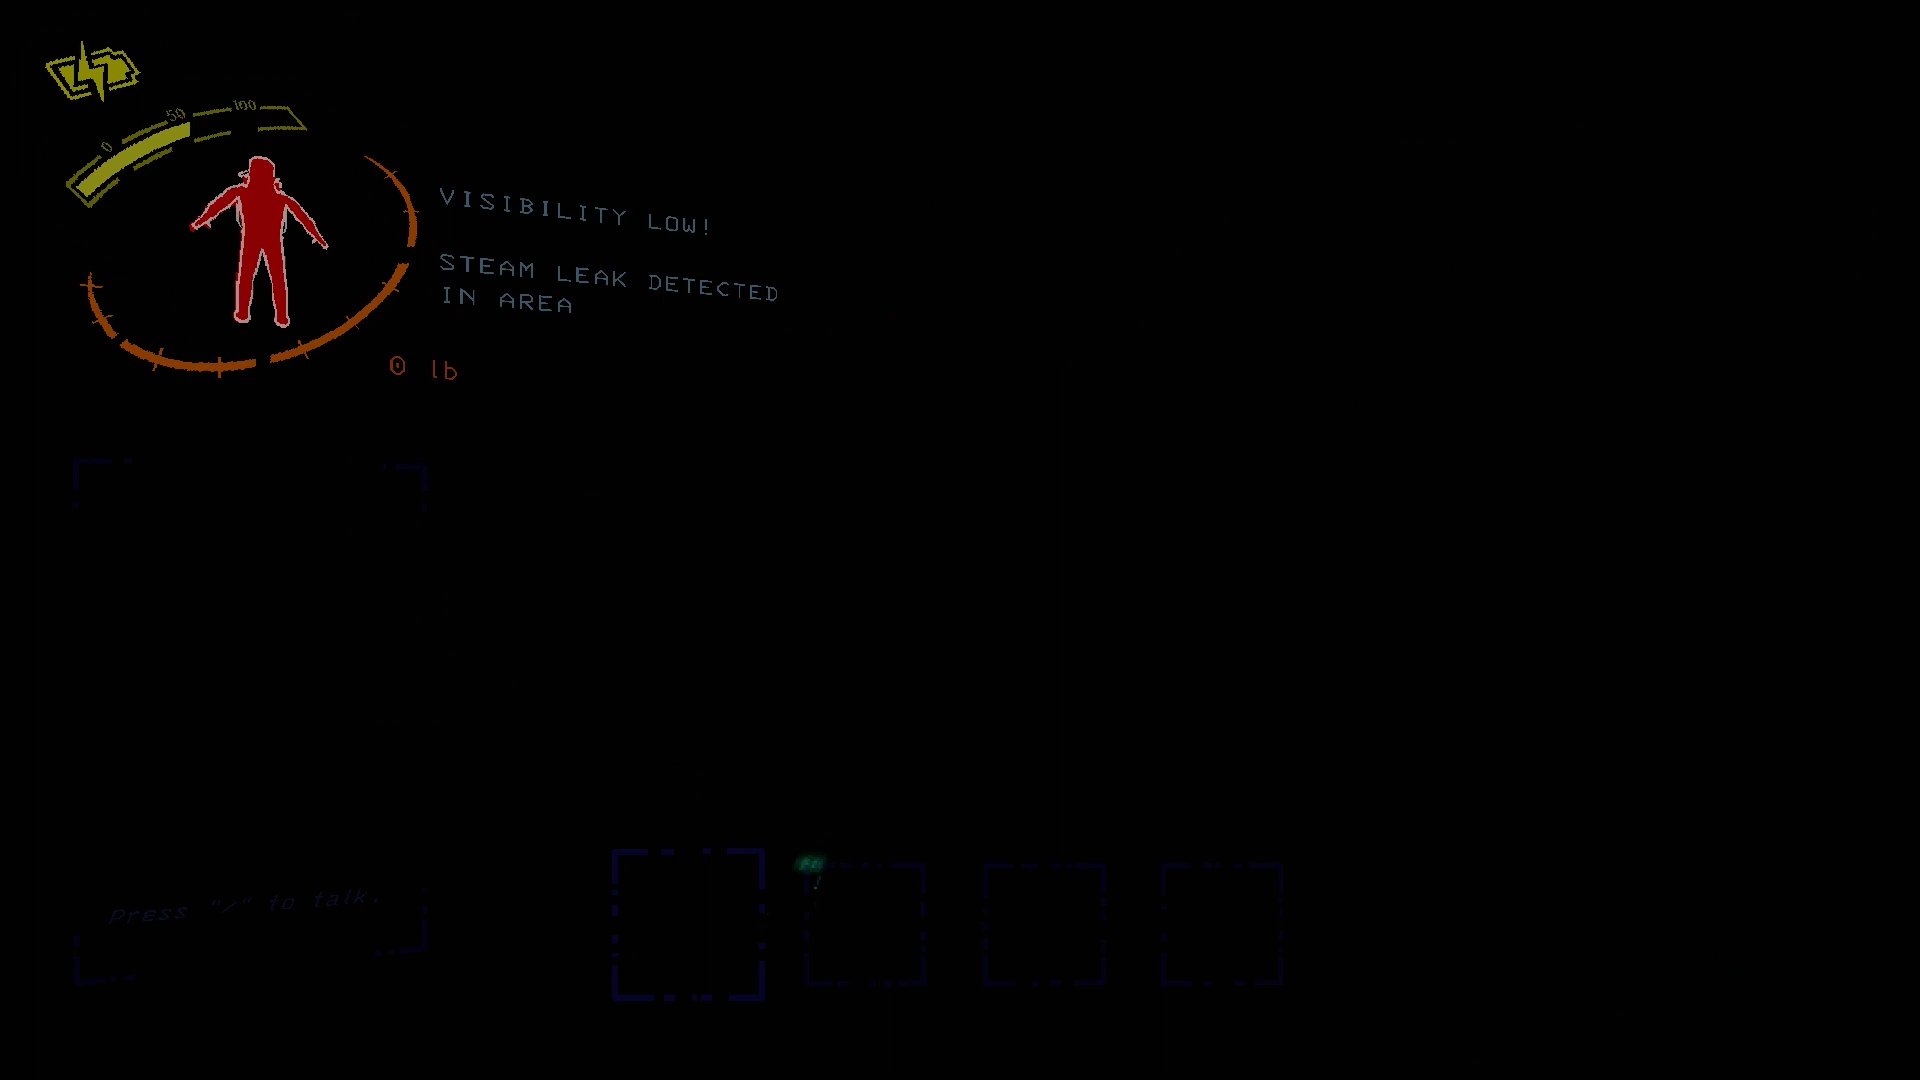 0 50 100
VISIBILITY LOW!
STEAM LEAK DETECTED
IN AREA
0 lb
Press "/" to talk.